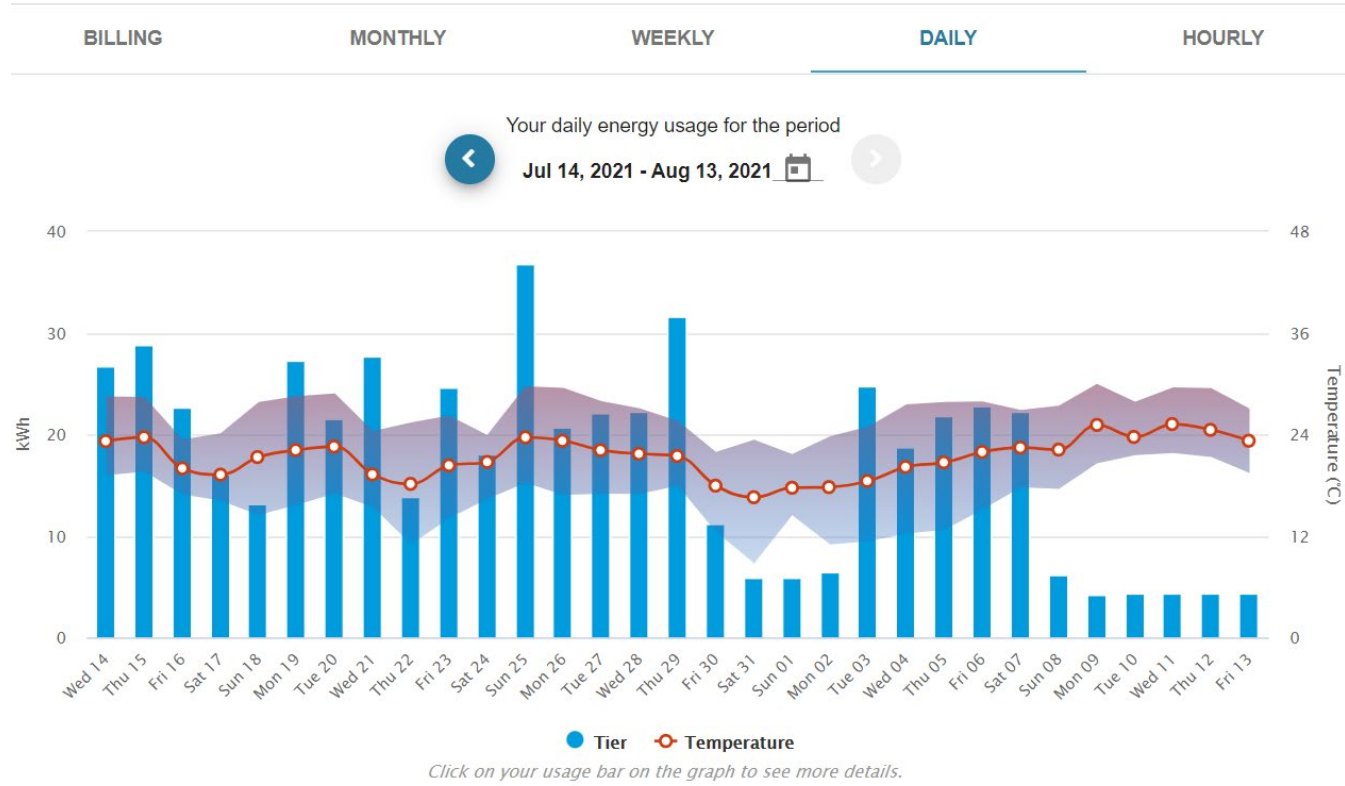 BILLING MONTHLY WEEKLY DAILY HOURLY
Your daily energy usage for the period
Jul 14, 2021 - Aug 13, 2021
40 48
30 36
20 24
10 12
0 0
kWh
Temperature (°C)
Wed 14 Thu 15 Fri 16 Sat 17 Sun 18 Mon 19 Tue 20 Wed 21 Thu 22 Fri 23 Sat 24 Sun 25 Mon 26 Tue 27 Wed 28 Thu 29 Fri 30 Sat 31 Sun 01 Mon 02 Tue 03 Wed 04 Thu 05 Fri 06 Sat 07 Sun 08 Mon 09 Tue 10 Wed 11 Thu 12 Fri 13
Tier Temperature
Click on your usage bar on the graph to see more details.